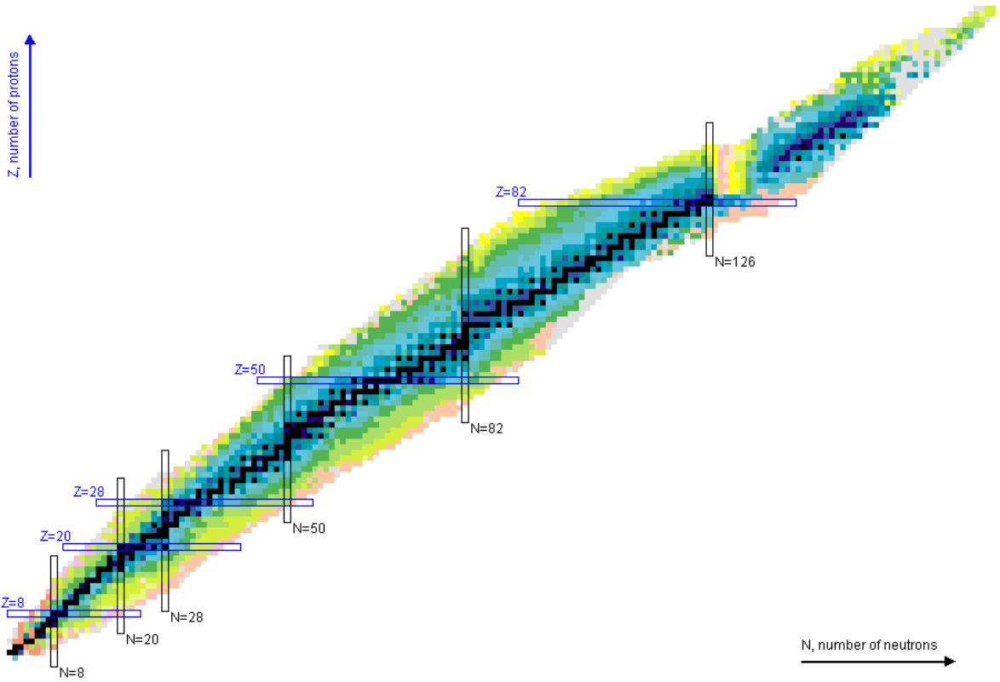 Z, number of protons
Z=82
N=126
Z=50
N=82
Z=28
N=50
Z=20
Z=8
N=28
N=20
N=8
N, number of neutrons